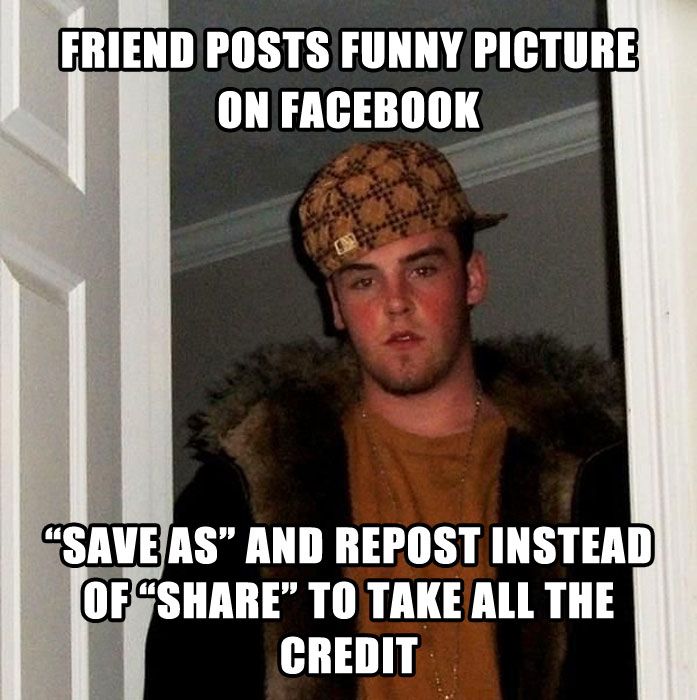 FRIEND POSTS FUNNY PICTURE
ON FACEBOOK
“SAVE AS” AND REPOST INSTEAD
OF “SHARE” TO TAKE ALL THE
CREDIT